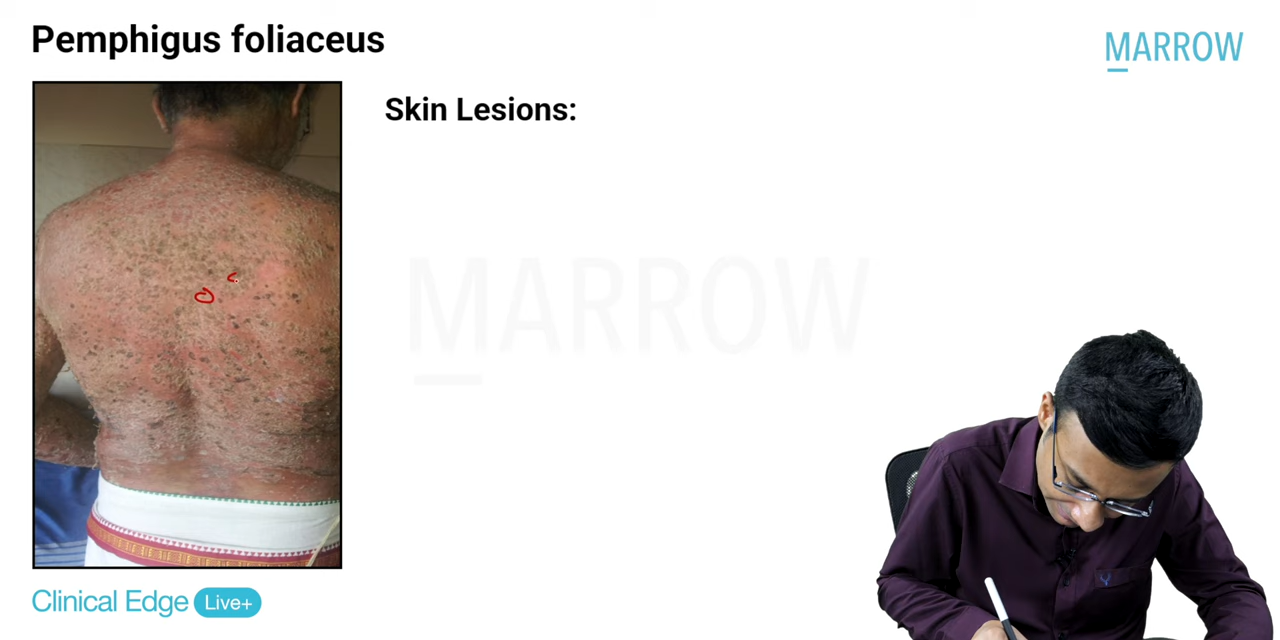 Pemphigus foliaceus
MARROW
Skin Lesions:
MARROW
Clinical Edge Live+